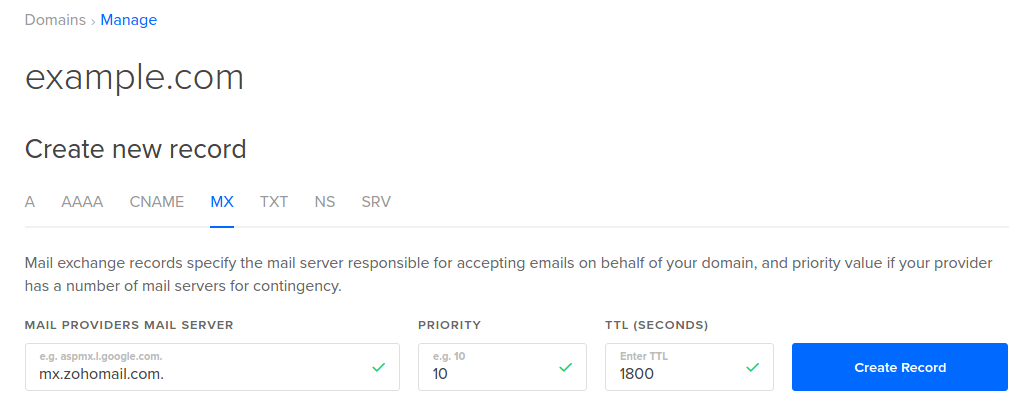 Domains › Manage
example.com
Create new record
A AAAA CNAME MX TXT NS SRV
Mail exchange records specify the mail server responsible for accepting emails on behalf of your domain, and priority value if your provider
has a number of mail servers for contingency.
MAIL PROVIDERS MAIL SERVER PRIORITY TTL (SECONDS)
e.g. aspmx.l.google.com. e.g. 10 Enter TTL
mx.zohomail.com. 10 1800 Create Record